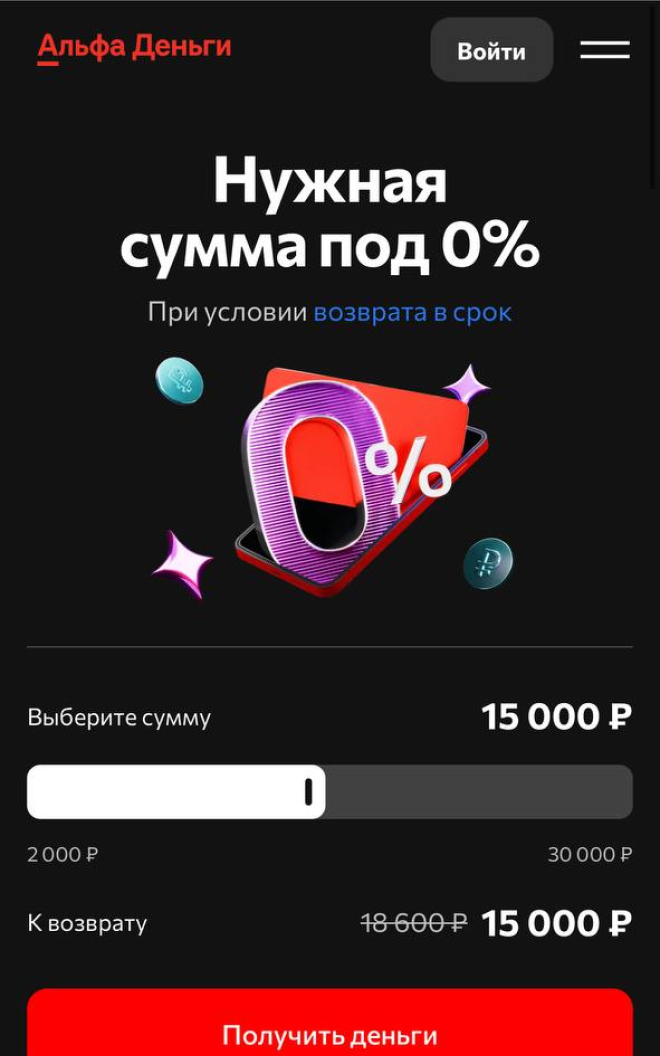 Альфа Деньги
Войти
Нужная
сумма под 0%
При условии возврата в срок
0%
Выберите сумму 15 000 ₽
2 000 ₽ 30 000 ₽
К возврату 18 600 ₽ 15 000 ₽
Получить деньги